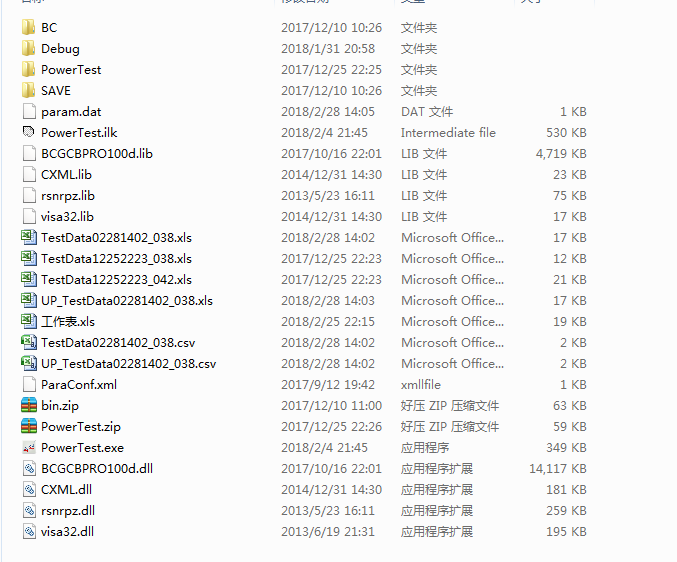 BC 2017/12/10 10:26 文件夹
Debug 2018/1/31 20:58 文件夹
PowerTest 2017/12/25 22:25 文件夹
SAVE 2017/12/10 10:26 文件夹
param.dat 2018/2/28 14:05 DAT 文件 1 KB
PowerTest.ilk 2018/2/4 21:45 Intermediate file 530 KB
BCGCBPRO100d.lib 2017/10/16 22:01 LIB 文件 4,719 KB
CXML.lib 2014/12/31 14:30 LIB 文件 23 KB
rsnrpz.lib 2013/5/23 16:11 LIB 文件 75 KB
visa32.lib 2014/12/31 14:30 LIB 文件 17 KB
TestData02281402_038.xls 2018/2/28 14:02 Microsoft Office... 17 KB
TestData12252223_038.xls 2017/12/25 22:23 Microsoft Office... 12 KB
TestData12252223_042.xls 2017/12/25 22:23 Microsoft Office... 21 KB
UP_TestData02281402_038.xls 2018/2/28 14:03 Microsoft Office... 17 KB
工作表.xls 2018/2/25 22:15 Microsoft Office... 19 KB
TestData02281402_038.csv 2018/2/28 14:02 Microsoft Office... 2 KB
UP_TestData02281402_038.csv 2018/2/28 14:02 Microsoft Office... 2 KB
ParaConf.xml 2017/9/12 19:42 xmlfile 1 KB
bin.zip 2017/12/10 11:00 好压 ZIP 压缩文件 63 KB
PowerTest.zip 2017/12/25 22:26 好压 ZIP 压缩文件 59 KB
PowerTest.exe 2018/2/4 21:45 应用程序 349 KB
BCGCBPRO100d.dll 2017/10/16 22:01 应用程序扩展 14,117 KB
CXML.dll 2014/12/31 14:30 应用程序扩展 181 KB
rsnrpz.dll 2013/5/23 16:11 应用程序扩展 259 KB
visa32.dll 2013/6/19 21:31 应用程序扩展 195 KB